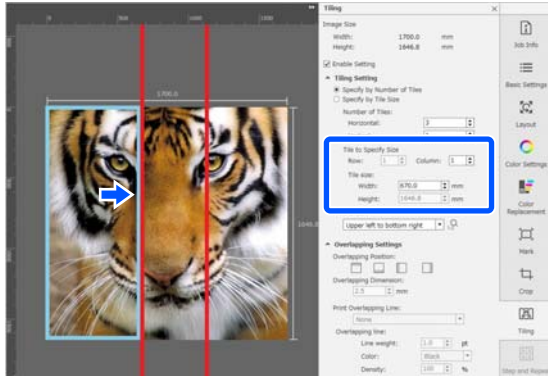 Tiling
Image Size
Width: 1700.0 mm
Height: 1646.8 mm
Enable Setting
Tiling Setting
Specify by Number of Tiles
Specify by Tile Size
Number of Tiles:
Horizontal: 3
Tile to Specify Size
Row: 1 Column: 1
Tile size:
Width: 670.0 mm
Height: 1646.8 mm
Upper left to bottom right
Overlapping Settings
Overlapping Position:
Overlapping Dimension:
2.5 mm
Print Overlapping Line:
None
Overlapping line:
Line weight: 1.0 pt
Color: Black
Density: 100 %
Job Info
Basic Settings
Layout
Color Settings
Color
Replacement
Mark
Crop
Tiling
Step and Repeat
0 500 1000 1500
1700.0